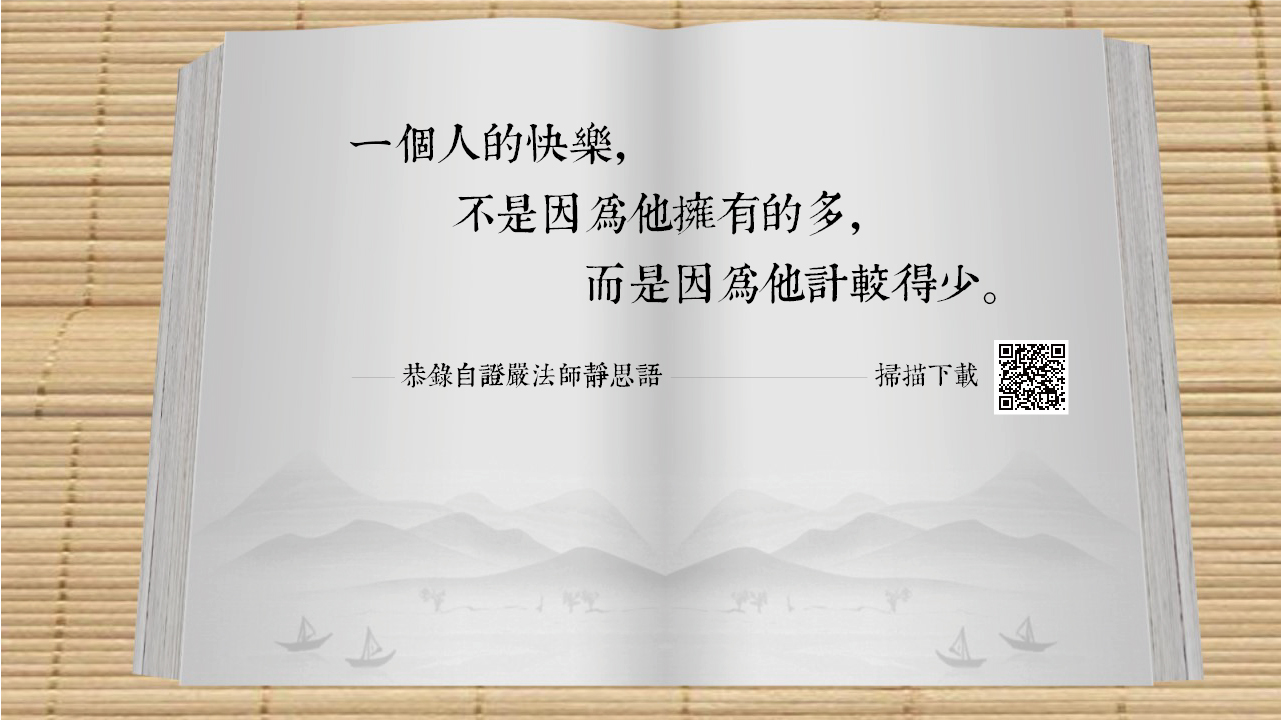 一個人的快樂，
不是因爲他擁有的多，
而是因爲他計較得少。
恭錄自證嚴法師靜思語
掃描下載